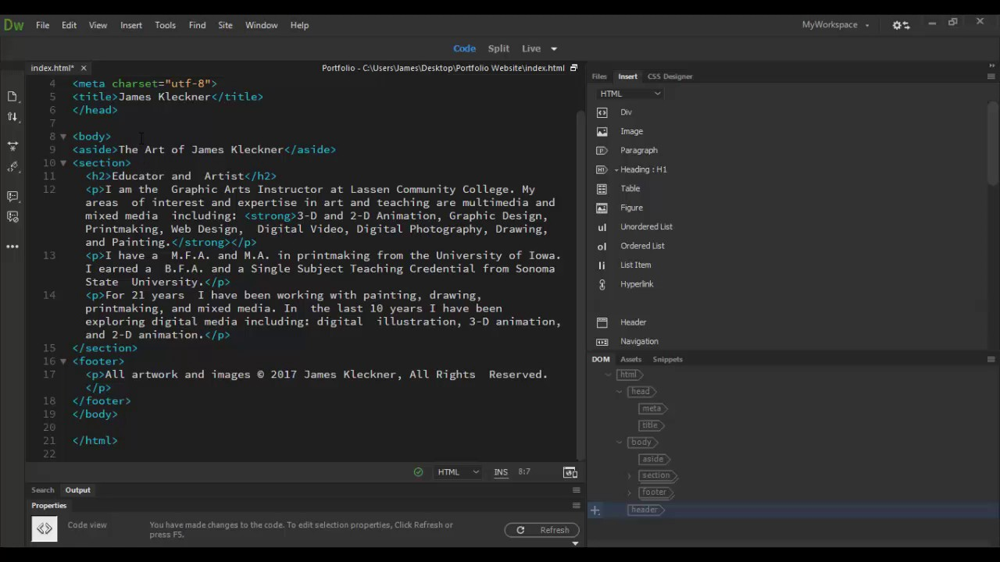 Dw File Edit View Insert Tools Find Site Window Help MyWorkspace
Code Split Live
index.html* Portfolio - C:\Users\James\Desktop\Portfolio Website\index.html
4 <meta charset="utf-8">
5 <title>James Kleckner</title>
6 </head>
7
8 <body>
9 <aside>The Art of James Kleckner</aside>
10 <section>
11 <h2>Educator and  Artist</h2>
12 <p>I am the  Graphic Arts Instructor at Lassen Community College. My
areas  of interest and expertise in art and teaching are multimedia and
mixed media  including: <strong>3-D and 2-D Animation, Graphic Design,
Printmaking, Web Design,  Digital Video, Digital Photography, Drawing,
and Painting.</strong></p>
13 <p>I have a  M.F.A. and M.A. in printmaking from the University of Iowa.
I earned a  B.F.A. and a Single Subject Teaching Credential from Sonoma
State  University.</p>
14 <p>For 21 years  I have been working with painting, drawing,
printmaking, and mixed media. In  the last 10 years I have been
exploring digital media including: digital  illustration, 3-D animation,
and 2-D animation.</p>
15 </section>
16 <footer>
17 <p>All artwork and images © 2017 James Kleckner, All Rights  Reserved.
</p>
18 </footer>
19 </body>
20
21 </html>
22
HTML INS 8:7
Search Output
Properties
Code view You have made changes to the code. To edit selection properties, Click Refresh or
press F5.
Refresh
Files Insert CSS Designer
HTML
Div
Image
Paragraph
H1 Heading : H1
Table
Figure
ul Unordered List
ol Ordered List
li List Item
Hyperlink
Header
Navigation
DOM Assets Snippets
html
head
meta
title
body
aside
section
footer
header